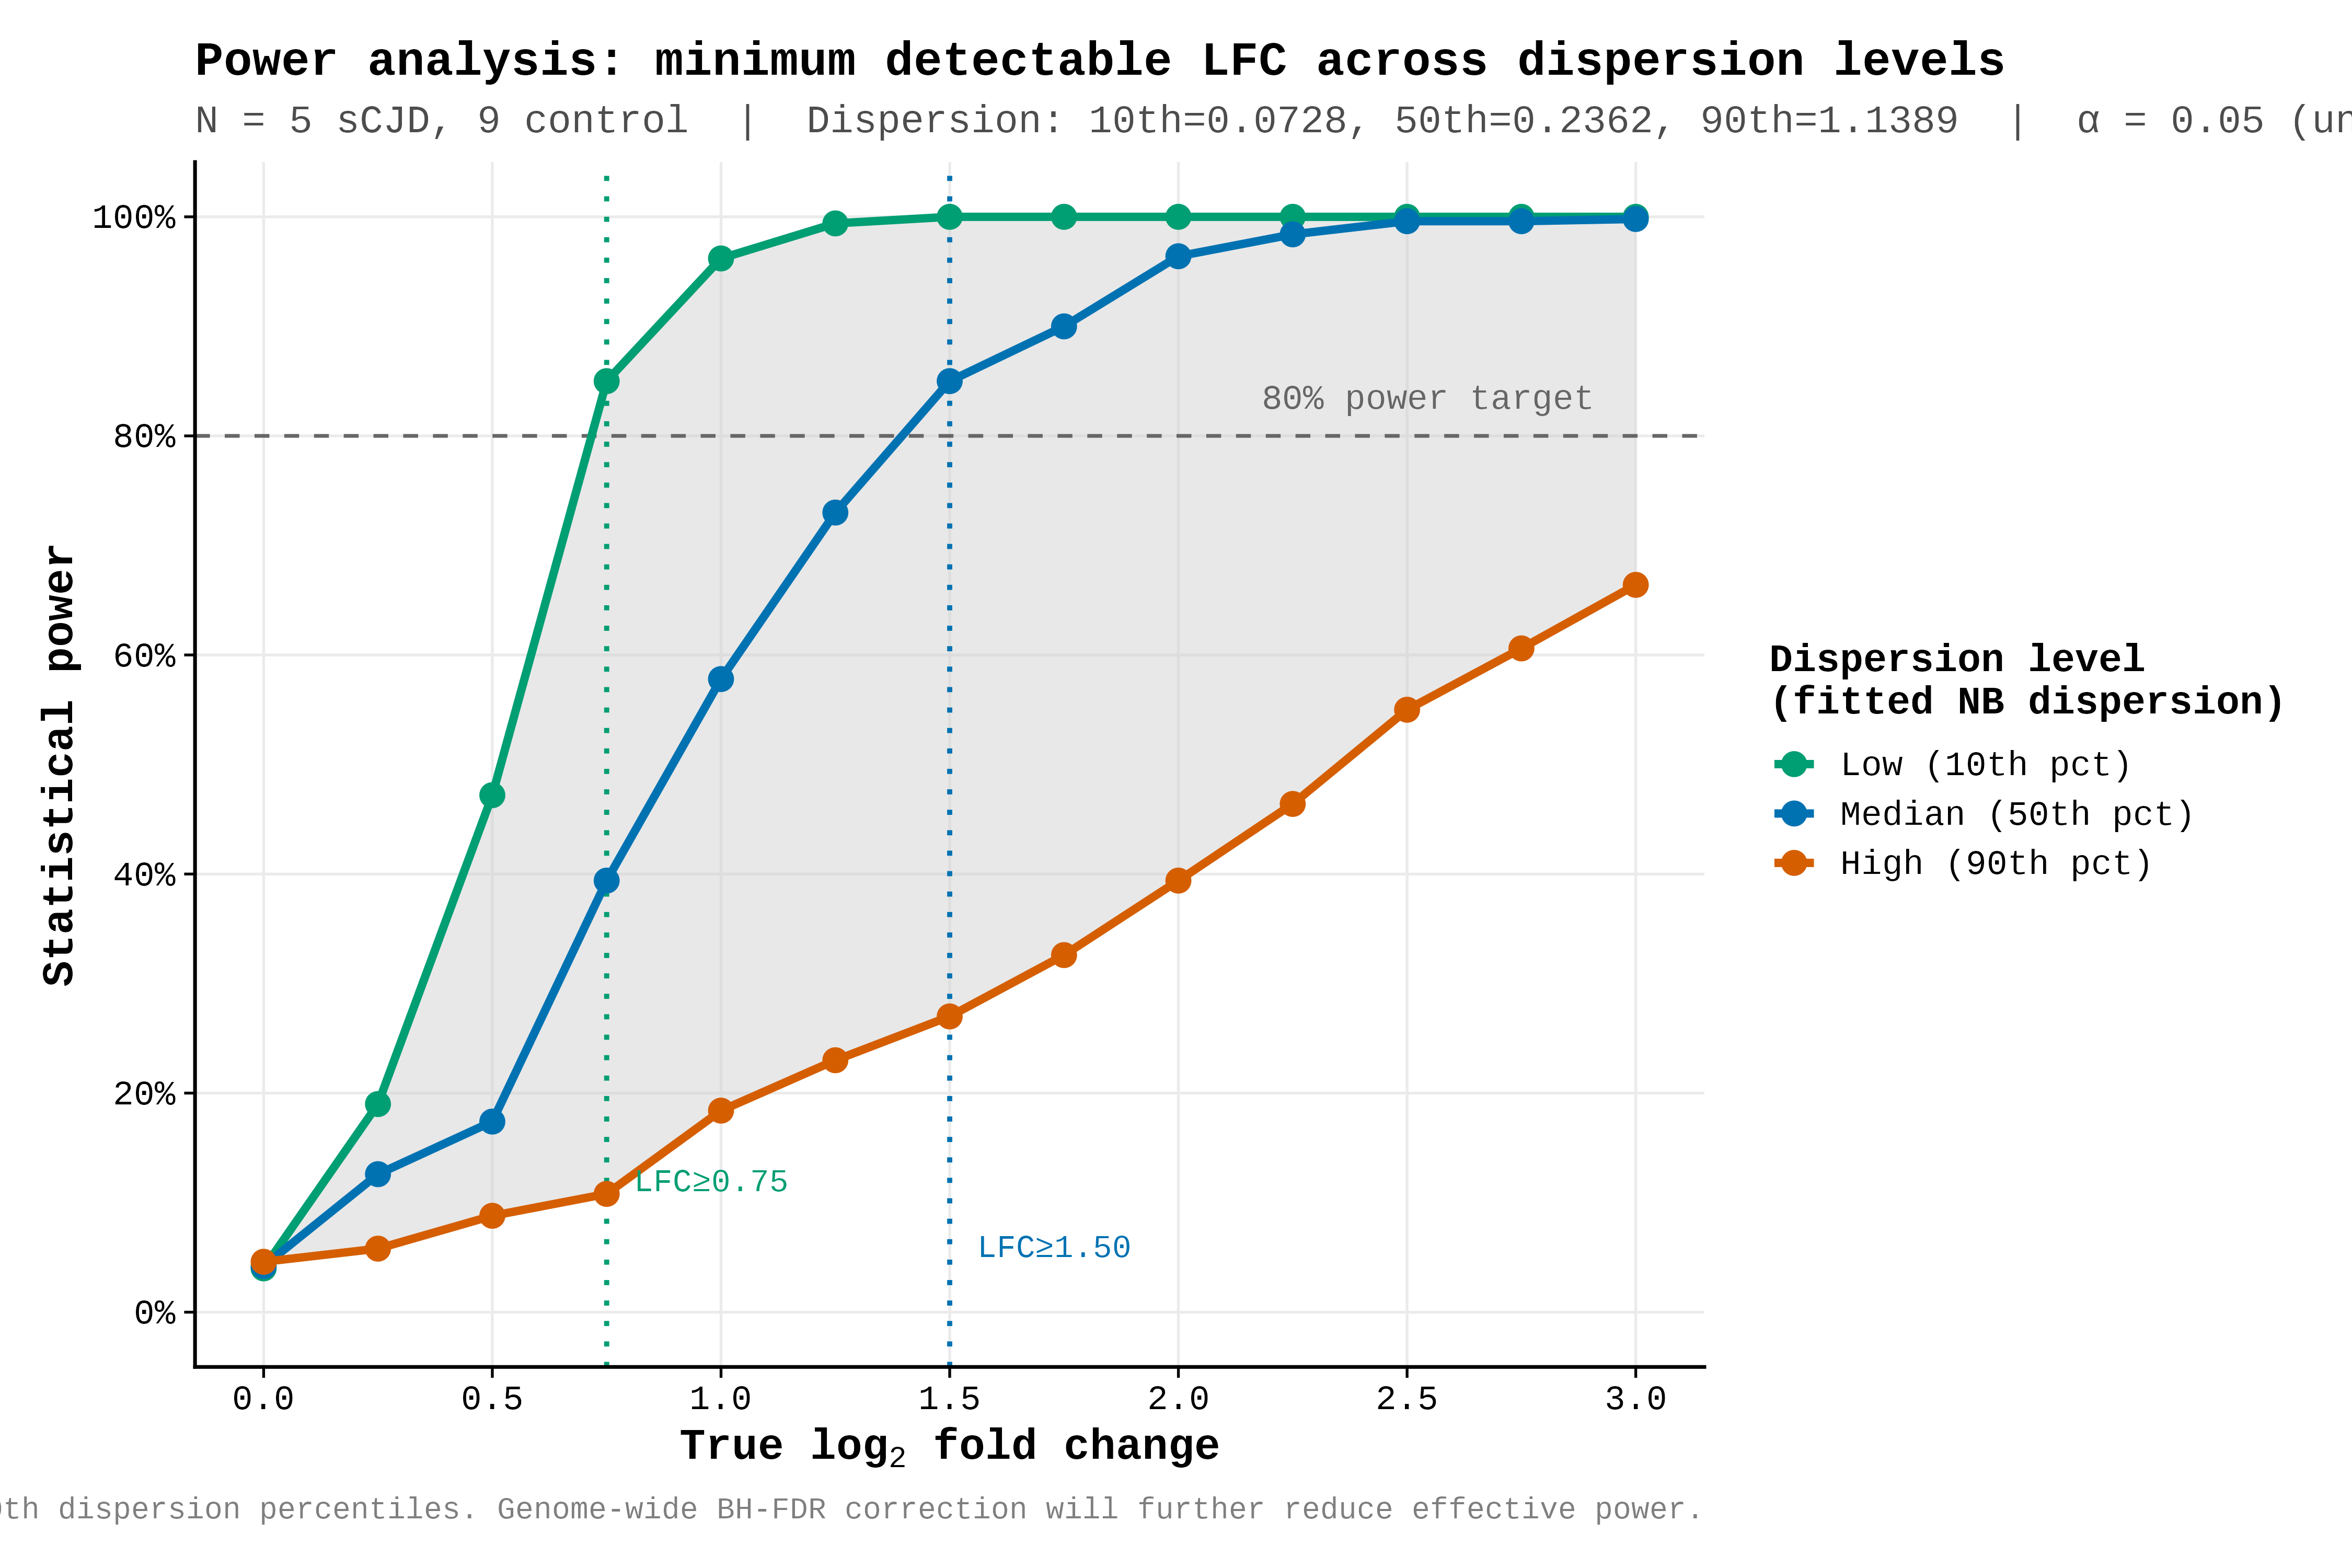 Power analysis: minimum detectable LFC across dispersion levels
N = 5 sCJD, 9 control | Dispersion: 10th=0.0728, 50th=0.2362, 90th=1.1389 | α = 0.05
Statistical power
100%
80%
60%
40%
20%
0%
80% power target
LFC≥0.75
LFC≥1.50
0.0 0.5 1.0 1.5 2.0 2.5 3.0
True log₂ fold change
Dispersion level
(fitted NB dispersion)
Low (10th pct)
Median (50th pct)
High (90th pct)
dispersion percentiles. Genome-wide BH-FDR correction will further reduce effective power.